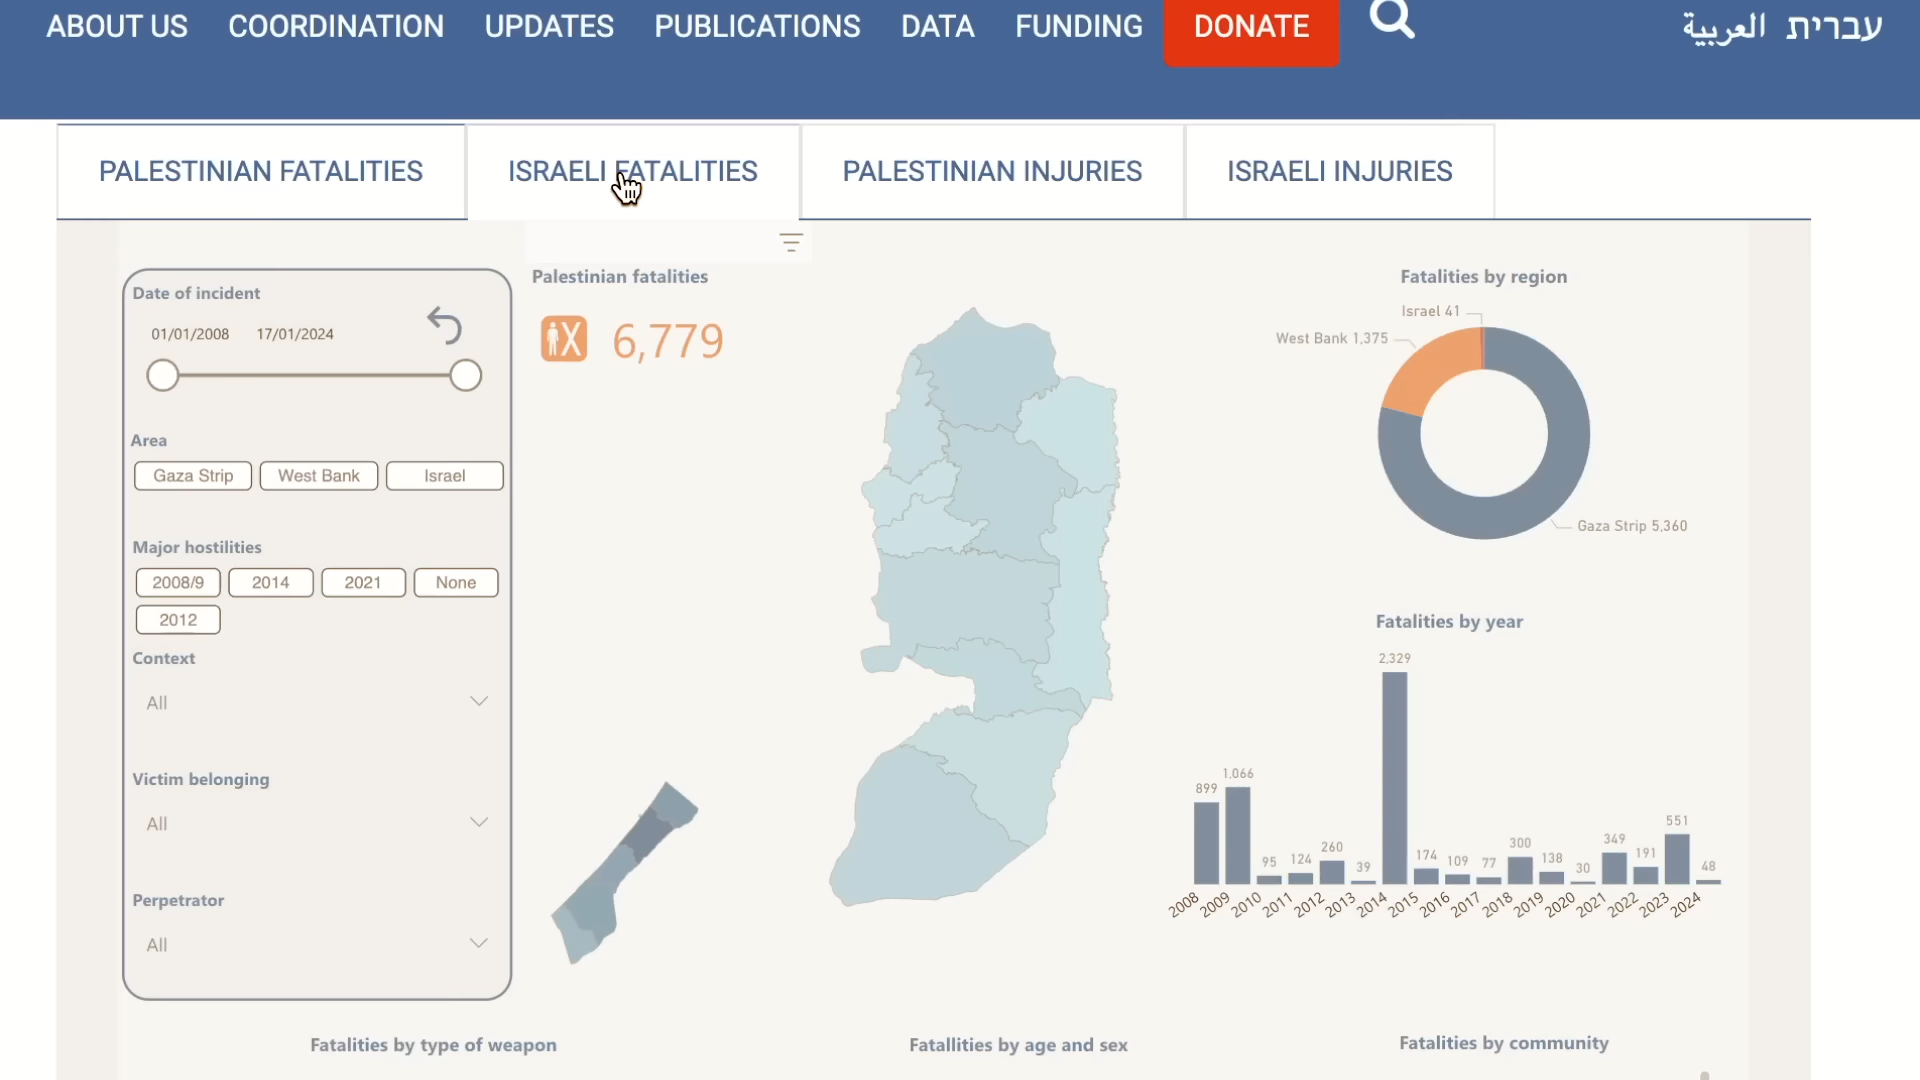 ABOUT US COORDINATION UPDATES PUBLICATIONS DATA FUNDING DONATE العربية עברית
PALESTINIAN FATALITIES ISRAELI FATALITIES PALESTINIAN INJURIES ISRAELI INJURIES
Date of incident
01/01/2008 17/01/2024
Area
Gaza Strip West Bank Israel
Major hostilities
2008/9 2014 2021 None
2012
Context
All
Victim belonging
All
Perpetrator
All
Palestinian fatalities
6,779
Fatalities by region
Israel 41
West Bank 1,375
Gaza Strip 5,360
Fatalities by year
899 1,066 95 124 260 39 2,329 174 109 77 300 138 30 349 191 551 48
2008 2009 2010 2011 2012 2013 2014 2015 2016 2017 2018 2019 2020 2021 2022 2023 2024
Fatalities by type of weapon
Fatallities by age and sex
Fatalities by community